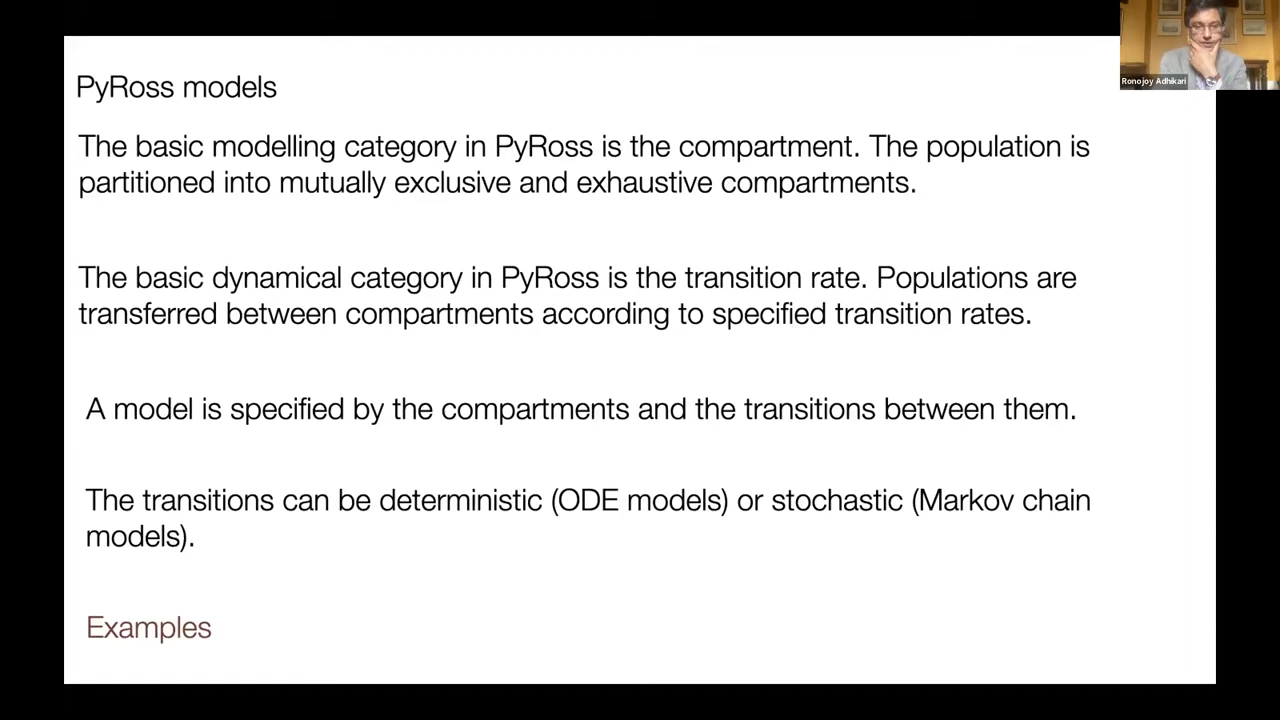 PyRoss models
The basic modelling category in PyRoss is the compartment. The population is
partitioned into mutually exclusive and exhaustive compartments.
The basic dynamical category in PyRoss is the transition rate. Populations are
transferred between compartments according to specified transition rates.
A model is specified by the compartments and the transitions between them.
The transitions can be deterministic (ODE models) or stochastic (Markov chain
models).
Examples
Ronojoy Adhikari